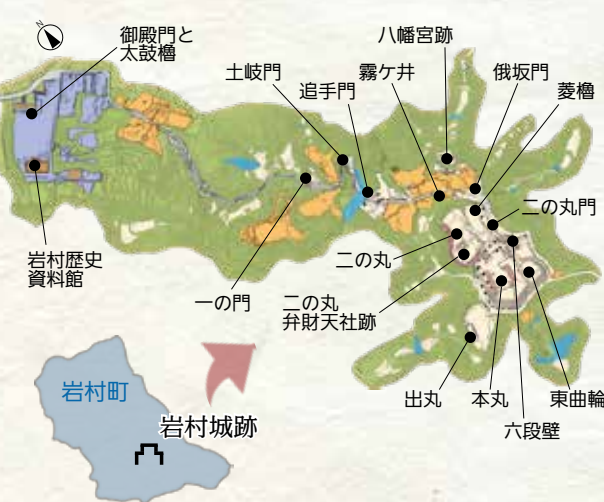 N
御殿門と
太鼓櫓
八幡宮跡
土岐門
霧ケ井
俄坂門
追手門
菱櫓
二の丸門
岩村歴史
資料館
二の丸
一の門
二の丸
弁財天社跡
出丸
本丸
東曲輪
六段壁
岩村町
岩村城跡